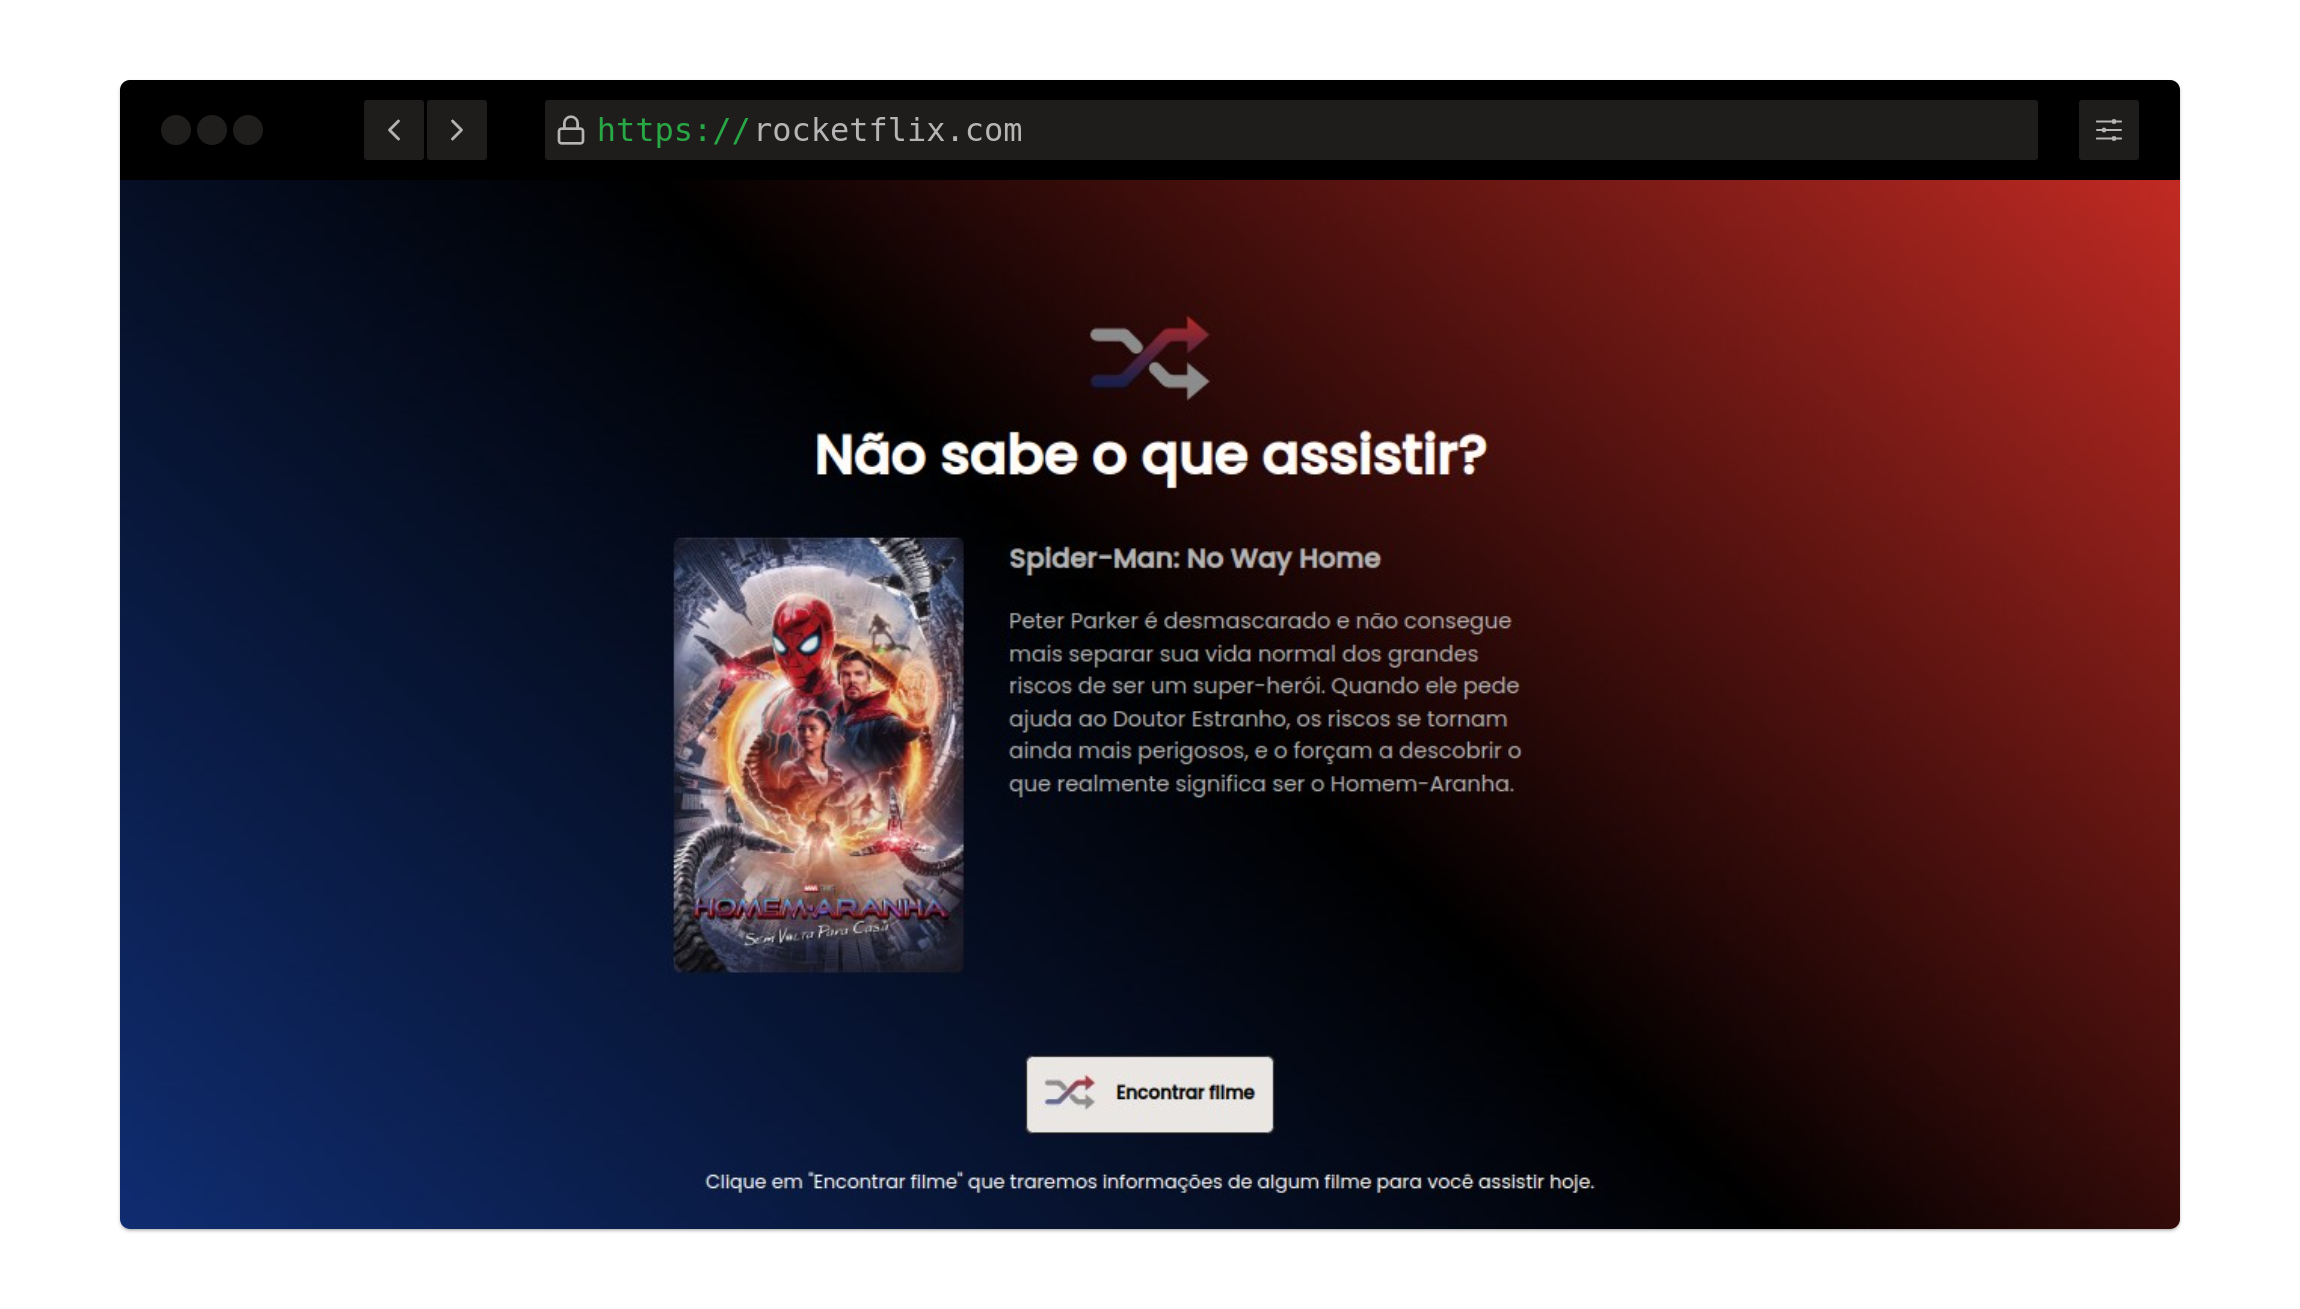 https://rocketflix.com
Não sabe o que assistir?
Spider-Man: No Way Home
Peter Parker é desmascarado e não consegue
mais separar sua vida normal dos grandes
riscos de ser um super-herói. Quando ele pede
ajuda ao Doutor Estranho, os riscos se tornam
ainda mais perigosos, e o forçam a descobrir o
que realmente significa ser o Homem-Aranha.
HOMEM-ARANHA
Sem Volta Para Casa
Encontrar filme
Clique em "Encontrar filme" que traremos informações de algum filme para você assistir hoje.